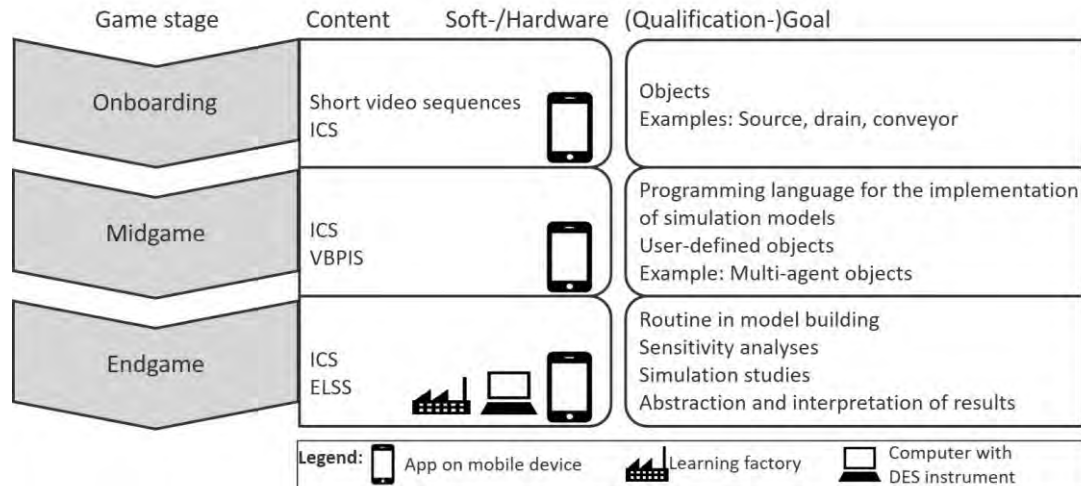 Game stage
Content
Soft-/Hardware
(Qualification-)Goal
Onboarding
Short video sequences
ICS
Objects
Examples: Source, drain, conveyor
Midgame
ICS
VBPIS
Programming language for the implementation
of simulation models
User-defined objects
Example: Multi-agent objects
Endgame
ICS
ELSS
Routine in model building
Sensitivity analyses
Simulation studies
Abstraction and interpretation of results
Legend:
App on mobile device
Learning factory
Computer with
DES instrument